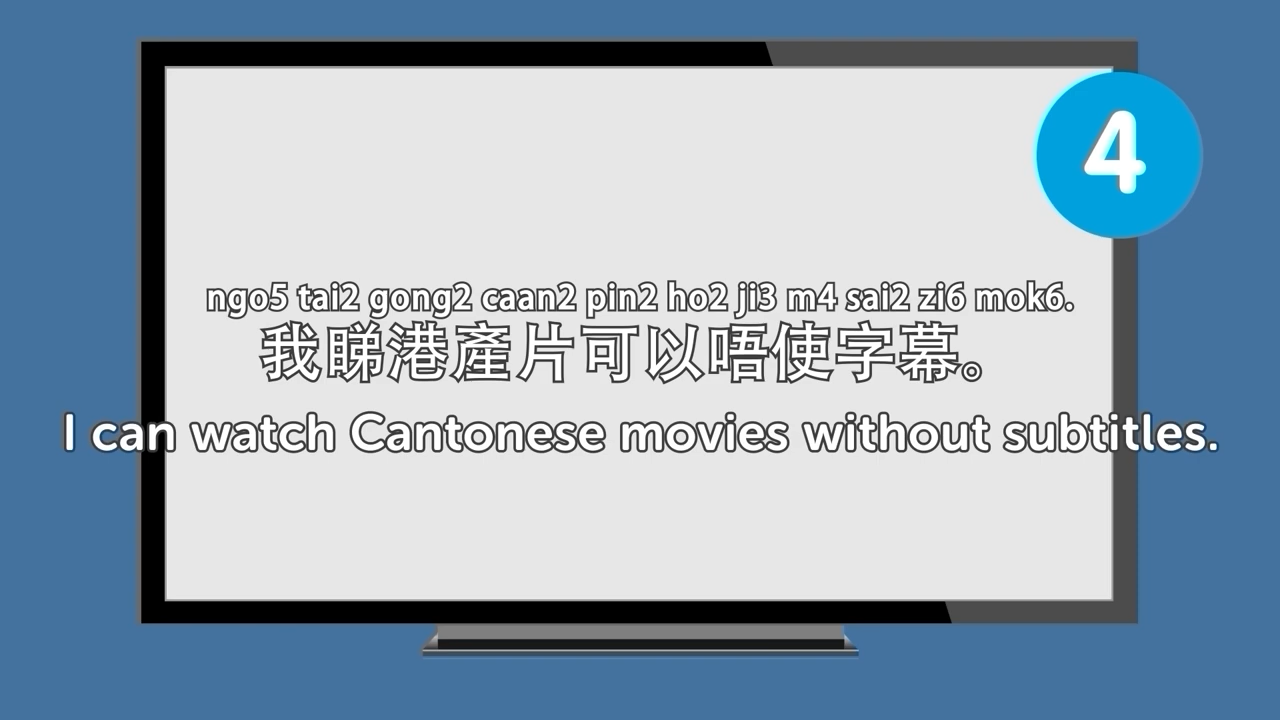 4
ngo5 tai2 gong2 caan2 pin2 ho2 ji3 m4 sai2 zi6 mok6.
我睇港產片可以唔使字幕。
I can watch Cantonese movies without subtitles.